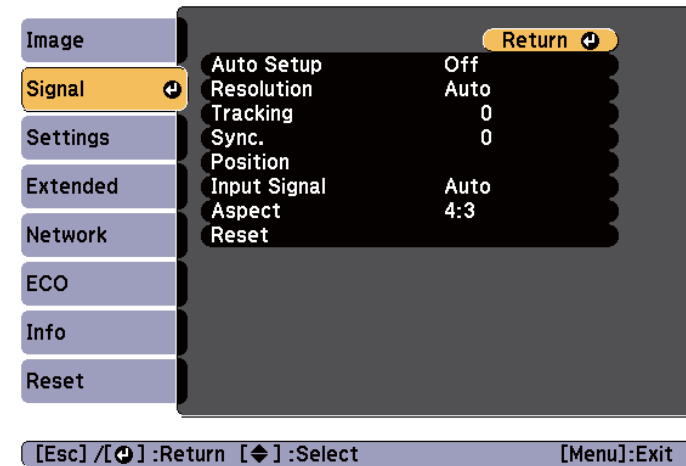 Image
Signal
Settings
Extended
Network
ECO
Info
Reset
Return
Auto Setup Off
Resolution Auto
Tracking 0
Sync. 0
Position
Input Signal Auto
Aspect 4:3
Reset
[Esc] /[ ] :Return [ ] :Select [Menu]:Exit